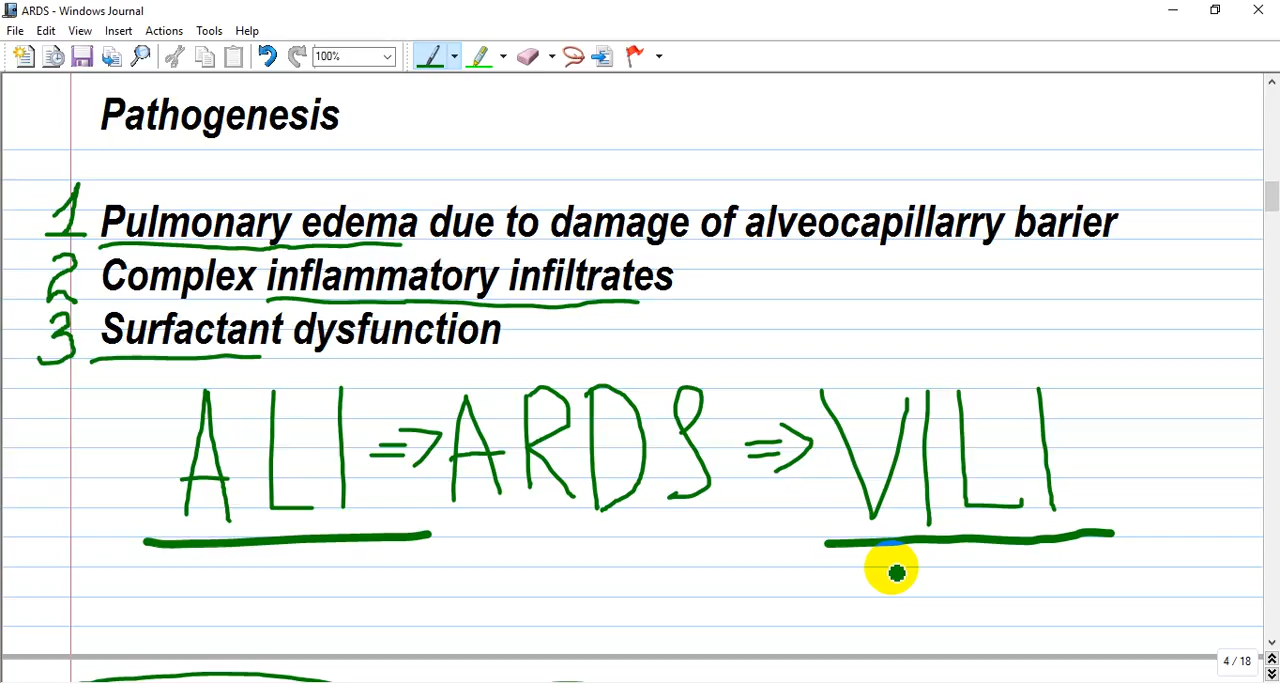 ARDS - Windows Journal
File Edit View Insert Actions Tools Help
100%
Pathogenesis
1 Pulmonary edema due to damage of alveocapillarry barier
2 Complex inflammatory infiltrates
3 Surfactant dysfunction
ALI => ARDS => VILI
4 / 18